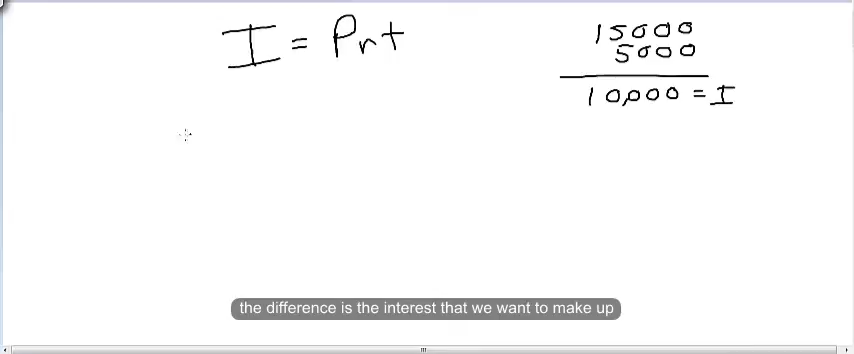 I = Prt
15000
5000
10,000 = I
the difference is the interest that we want to make up